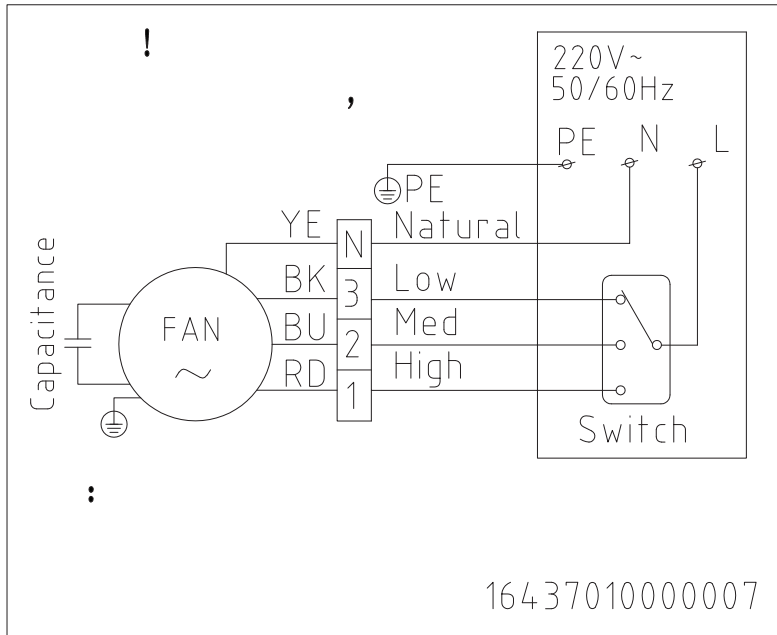 !
,
220V~
50/60Hz
PE N L
PE
YE N Natural
BK 3 Low
BU 2 Med
RD 1 High
Capacitance
FAN
~
Switch
:
16437010000007